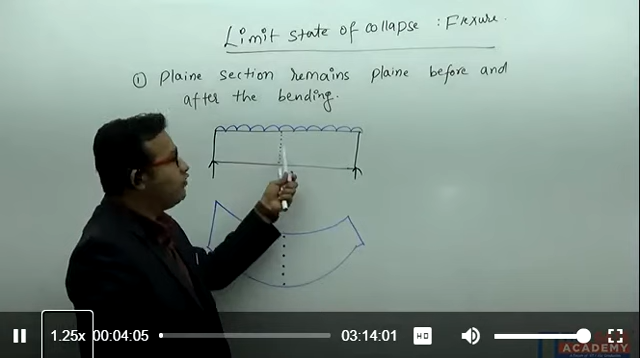 Limit state of collapse : Flexure.
① Plaine section remains plaine before and
after the bending.
1.25x
00:04:05
03:14:01
HD
ACADEMY